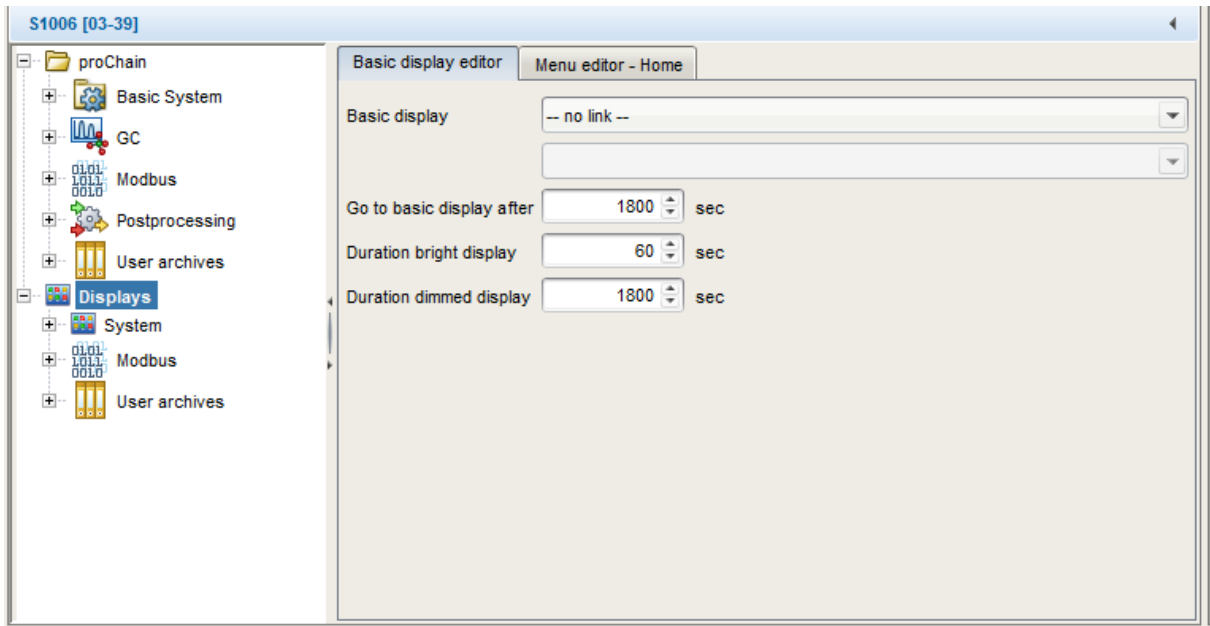 S1006 [03-39]
proChain
Basic System
GC
Modbus
Postprocessing
User archives
Displays
System
Modbus
User archives
Basic display editor
Menu editor - Home
Basic display
-- no link --
Go to basic display after 1800 sec
Duration bright display 60 sec
Duration dimmed display 1800 sec